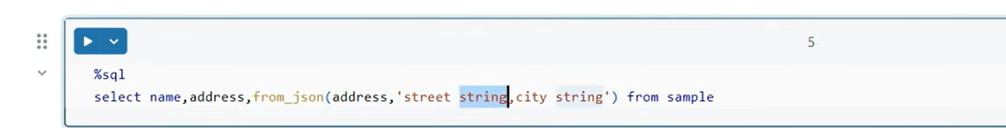 5
%sql
select name,address,from_json(address,'street string,city string') from sample